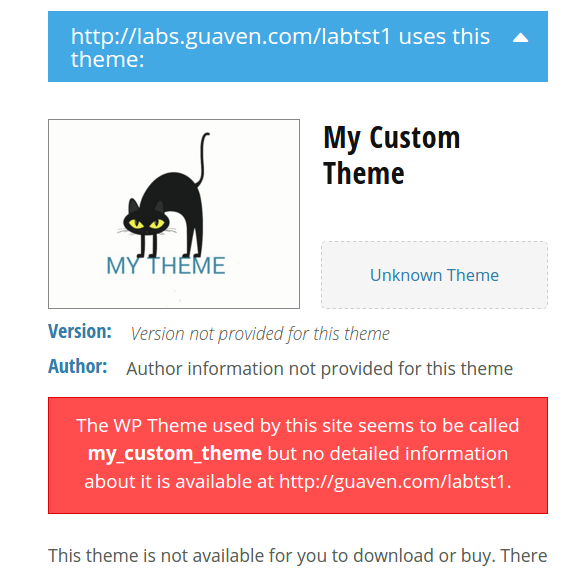 http://labs.guaven.com/labtst1 uses this
theme:
My Custom
Theme
MY THEME
Unknown Theme
Version: Version not provided for this theme
Author: Author information not provided for this theme
The WP Theme used by this site seems to be called
my_custom_theme but no detailed information
about it is available at http://guaven.com/labtst1.
This theme is not available for you to download or buy. There